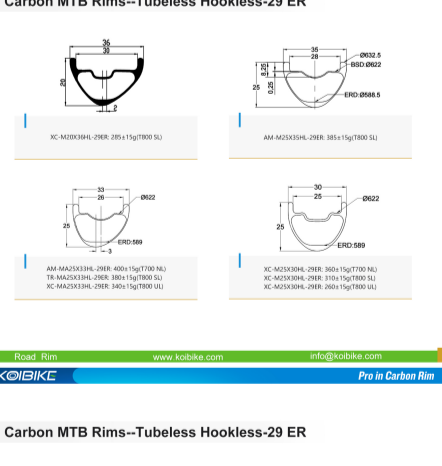 Carbon MTB Rims--Tubeless Hookless-29 ER
36
30
20
2
XC-M20X36HL-29ER: 285±15g(T800 SL)
35
28
Ø632.5
BSD:Ø622
8.25
0.25
25
ERD:Ø588.5
AM-M25X35HL-29ER: 385±15g(T800 SL)
33
26
Ø622
25
ERD:589
3
AM-MA25X33HL-29ER: 400±15g(T700 NL)
TR-MA25X33HL-29ER: 380±15g(T800 SL)
XC-MA25X33HL-29ER: 340±15g(T800 UL)
30
25
Ø622
25
ERD:589
XC-M25X30HL-29ER: 360±15g(T700 NL)
XC-M25X30HL-29ER: 310±15g(T800 SL)
XC-M25X30HL-29ER: 260±15g(T800 UL)
Road Rim www.koibike.com info@koibike.com
KOIBIKE Pro in Carbon Rim
Carbon MTB Rims--Tubeless Hookless-29 ER